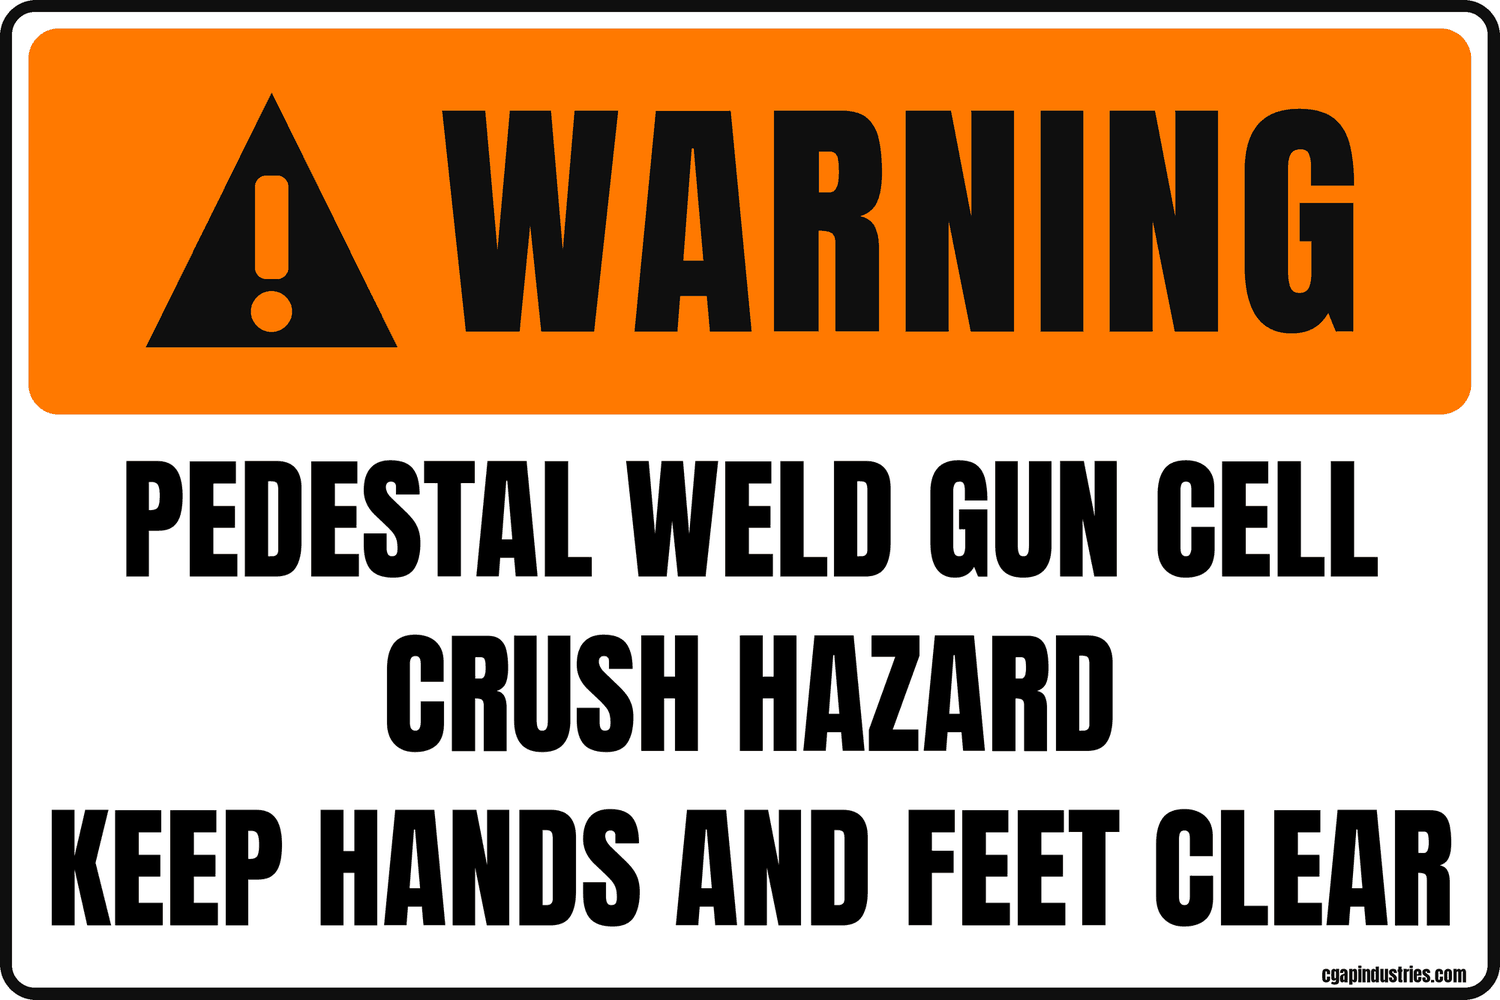 WARNING
PEDESTAL WELD GUN CELL
CRUSH HAZARD
KEEP HANDS AND FEET CLEAR
cgapindustries.com